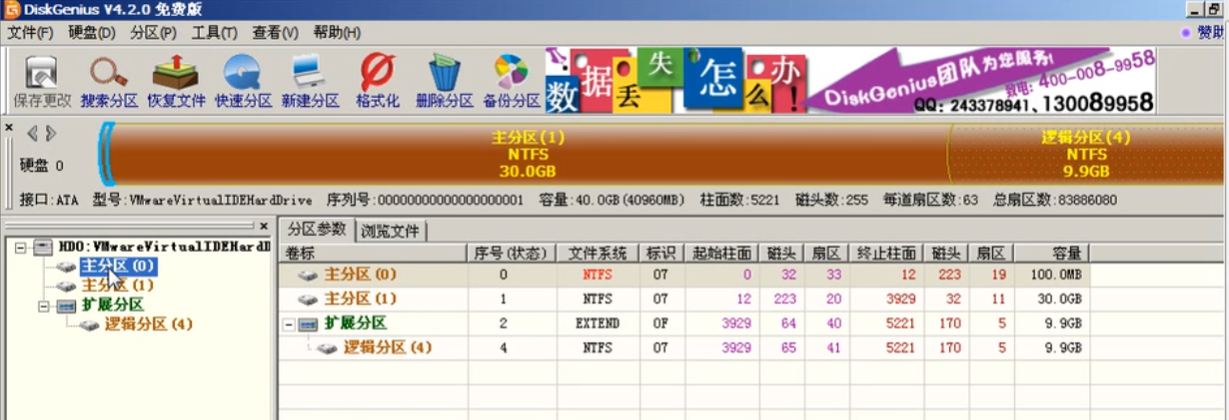 DiskGenius V4.2.0 免费版
文件(F) 硬盘(D) 分区(P) 工具(T) 查看(V) 帮助(H) 赞助
保存更改 搜索分区 恢复文件 快速分区 新建分区 格式化 删除分区 备份分区
数据丢失怎么办!
DiskGenius团队为您服务!
致电: 400-008-9958
QQ: 243378941、130089958
硬盘 0
主分区(1)
NTFS
30.0GB
逻辑分区(4)
NTFS
9.9GB
接口:ATA 型号:VMwareVirtualIDEHardDrive 序列号:00000000000000000001 容量:40.0GB(40960MB) 柱面数:5221 磁头数:255 每道扇区数:63 总扇区数:83886080
HD0:VMwareVirtualIDEHardD
主分区(0)
主分区(1)
扩展分区
逻辑分区(4)
分区参数 浏览文件
卷标 序号(状态) 文件系统 标识 起始柱面 磁头 扇区 终止柱面 磁头 扇区 容量
主分区(0) 0 NTFS 07 0 32 33 12 223 19 100.0MB
主分区(1) 1 NTFS 07 12 223 20 3929 32 11 30.0GB
扩展分区 2 EXTEND 0F 3929 64 40 5221 170 5 9.9GB
逻辑分区(4) 4 NTFS 07 3929 65 41 5221 170 5 9.9GB